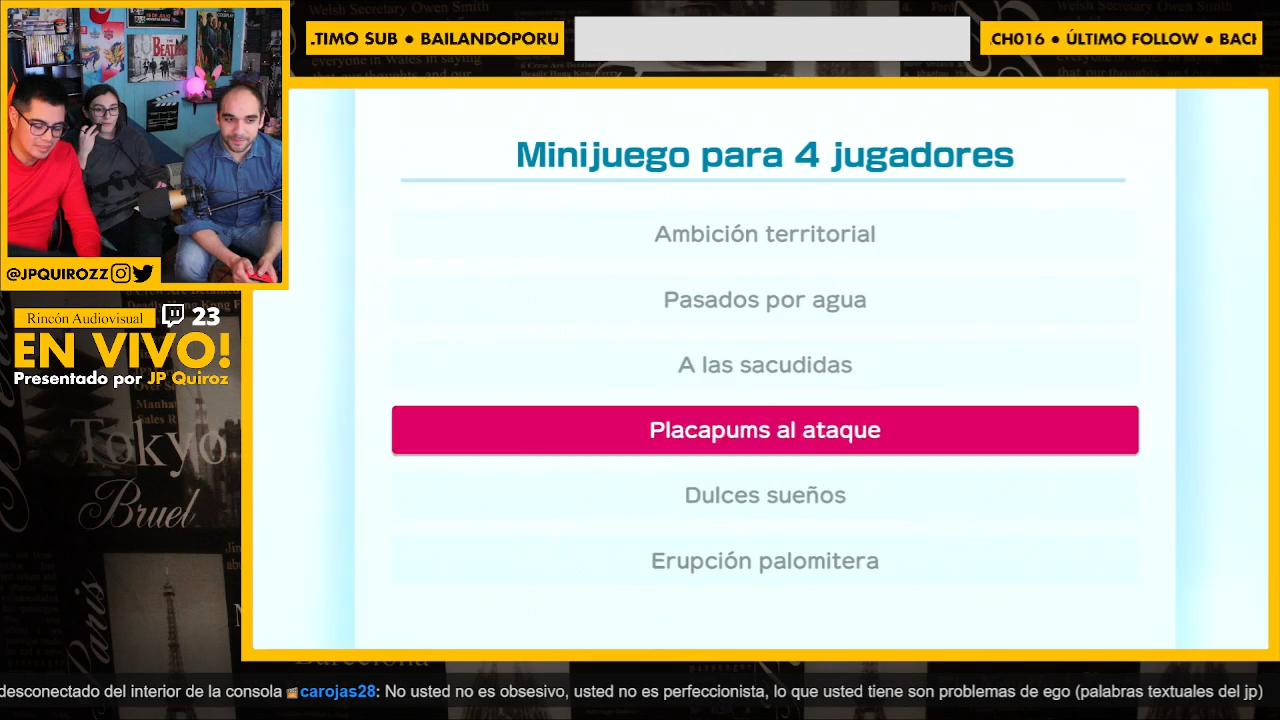 .TIMO SUB • BAILANDOPORU
CH016 • ÚLTIMO FOLLOW • BACK
Minijuego para 4 jugadores
Ambición territorial
Pasados por agua
A las sacudidas
Placapums al ataque
Dulces sueños
Erupción palomitera
@JPQUIROZZ
Rincón Audiovisual
23
EN VIVO!
Presentado por JP Quiroz
Tokyo
Bruel
Paris
Barcelona
desconectado del interior de la consola carojas28: No usted no es obsesivo, usted no es perfeccionista, lo que usted tiene son problemas de ego (palabras textuales del jp)